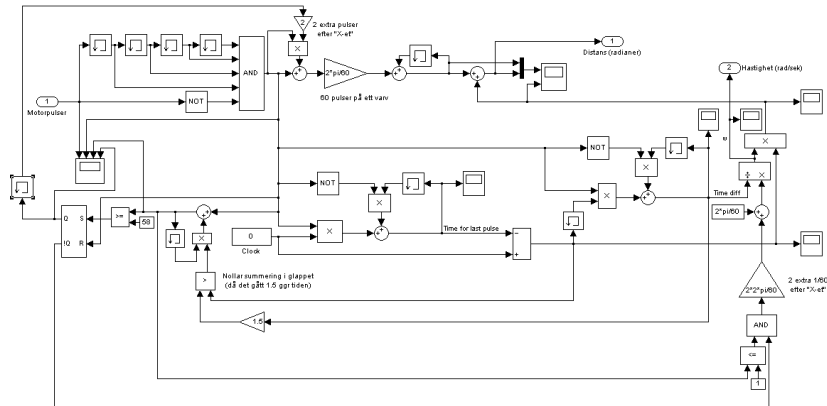 2
2 extra pulser
efter "X-et"
×
AND
2*pi/60
60 pulser på ett varv
1
Distans (radianer)
2
Hastighet (rad/sek)
1
Motorpulser
NOT
×
NOT
×
÷ ×
Time diff
×
2*pi/60
NOT
×
Q S
!Q R
>=
58
×
0
Clock
×
Time for last pulse
−
+
>
Nollar summering i glappet
(då det gått 1.5 ggr tiden)
1.5
2*2*pi/60
2 extra 1/60
efter "X-et"
AND
<=
1